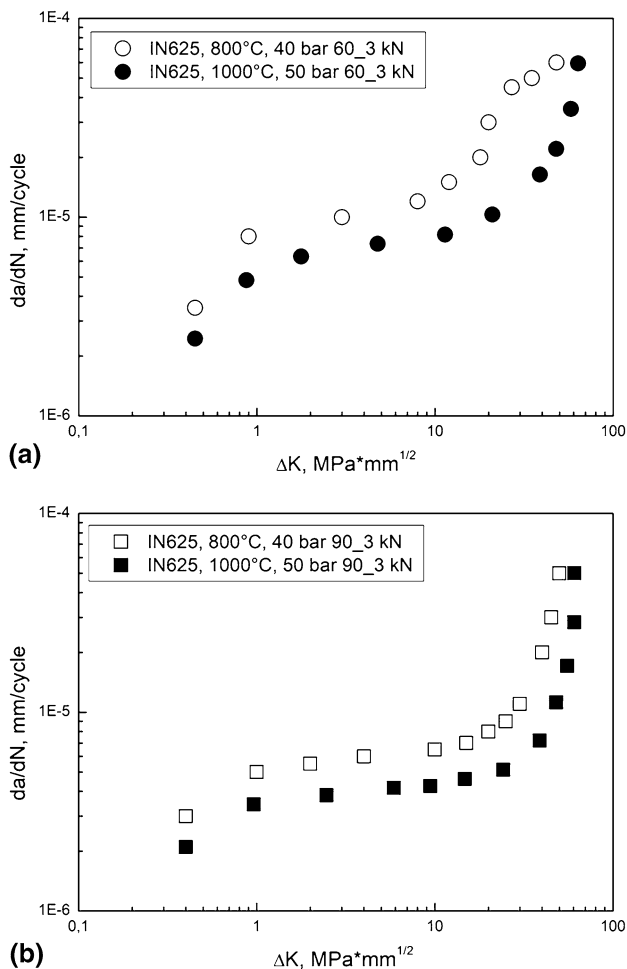 1E-4
IN625, 800°C, 40 bar 60_3 kN
IN625, 1000°C, 50 bar 60_3 kN
da/dN, mm/cycle
1E-5
1E-6
0,1
1
10
100
(a)
ΔK, MPa*mm1/2
1E-4
IN625, 800°C, 40 bar 90_3 kN
IN625, 1000°C, 50 bar 90_3 kN
da/dN, mm/cycle
1E-5
1E-6
0,1
1
10
100
(b)
ΔK, MPa*mm1/2